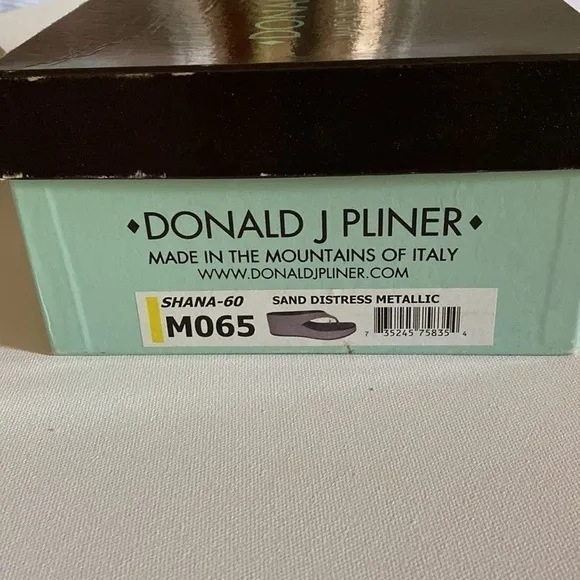 DONALD J
♦DONALD J PLINER♦
MADE IN THE MOUNTAINS OF ITALY
WWW.DONALDJPLINER.COM
SHANA-60 SAND DISTRESS METALLIC
M065
7 35245 75835 4